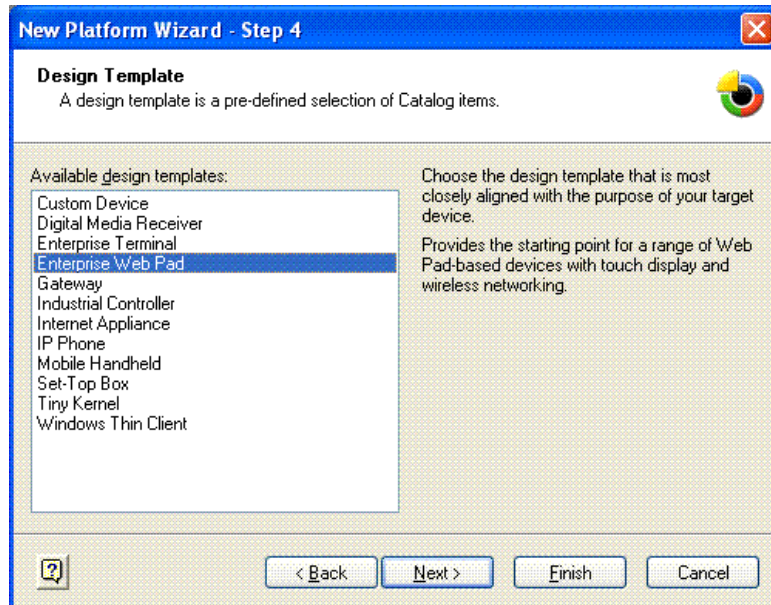 New Platform Wizard - Step 4
Design Template
A design template is a pre-defined selection of Catalog items.
Available design templates:
Custom Device
Digital Media Receiver
Enterprise Terminal
Enterprise Web Pad
Gateway
Industrial Controller
Internet Appliance
IP Phone
Mobile Handheld
Set-Top Box
Tiny Kernel
Windows Thin Client
Choose the design template that is most
closely aligned with the purpose of your target
device.
Provides the starting point for a range of Web
Pad-based devices with touch display and
wireless networking.
?
< Back
Next >
Finish
Cancel